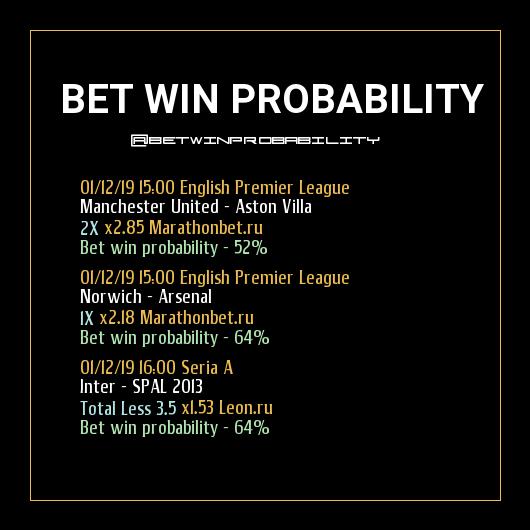 BET WIN PROBABILITY
@BETWINPROBABILITY
01/12/19 15:00 English Premier League
Manchester United - Aston Villa
2X x2.85 Marathonbet.ru
Bet win probability - 52%
01/12/19 15:00 English Premier League
Norwich - Arsenal
1X x2.18 Marathonbet.ru
Bet win probability - 64%
01/12/19 16:00 Seria A
Inter - SPAL 2013
Total Less 3.5 x1.53 Leon.ru
Bet win probability - 64%